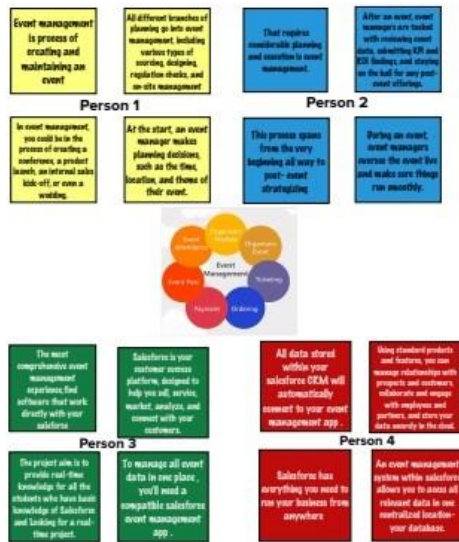 Event management
is process of
creating and
maintaining an
event
All different branches of
planning go into event
management, including
various types of
sourcing, designing,
regulation checks, and
on-site management
That requires
considerable planning
and execution is event
management.
After an event, event
managers are tasked
with reviewing event
data, submitting KPI and
ROI findings, and staying
on the ball for any post-
event offerings.
Person 1
Person 2
In event management,
you could be in the
process of creating a
conference, a product
launch, an internal sales
kick-off, or even a
wedding.
At the start, an event
manager makes
planning decisions,
such as the time,
location, and theme of
their event.
This process spans
from the very
beginning all way to
post- event
strategizing
During an event,
event managers
oversee the event live
and make sure things
run smoothly.
Event
Management
Organizers
Ticketing
Ordering
Payment
Event
The most
comprehensive event
management
experience, find
software that work
directly with your
Salesforce is your
customer success
platform, designed to
help you sell, service,
market, analyze, and
connect with your
customers.
All data stored
within your
salesforce CRM will
automatically
connect to your event
management app .
Using standard products
and features, you can
manage relationships with
prospects and customers,
collaborate and engage
with employees and
partners, and store your
data securely in the cloud.
Person 3
Person 4
The project aim is to
provide real-time
knowledge for all the
students who have basic
knowledge of Salesforce
and Looking for a real-
time project.
To manage all event
data in one place ,
you'll need a
compatible salesforce
event management
app .
Salesforce has
everything you need to
run your business from
anywhere
An event management
system within salesforce
allows you to access all
relevant data in one
centralized location-
your database.